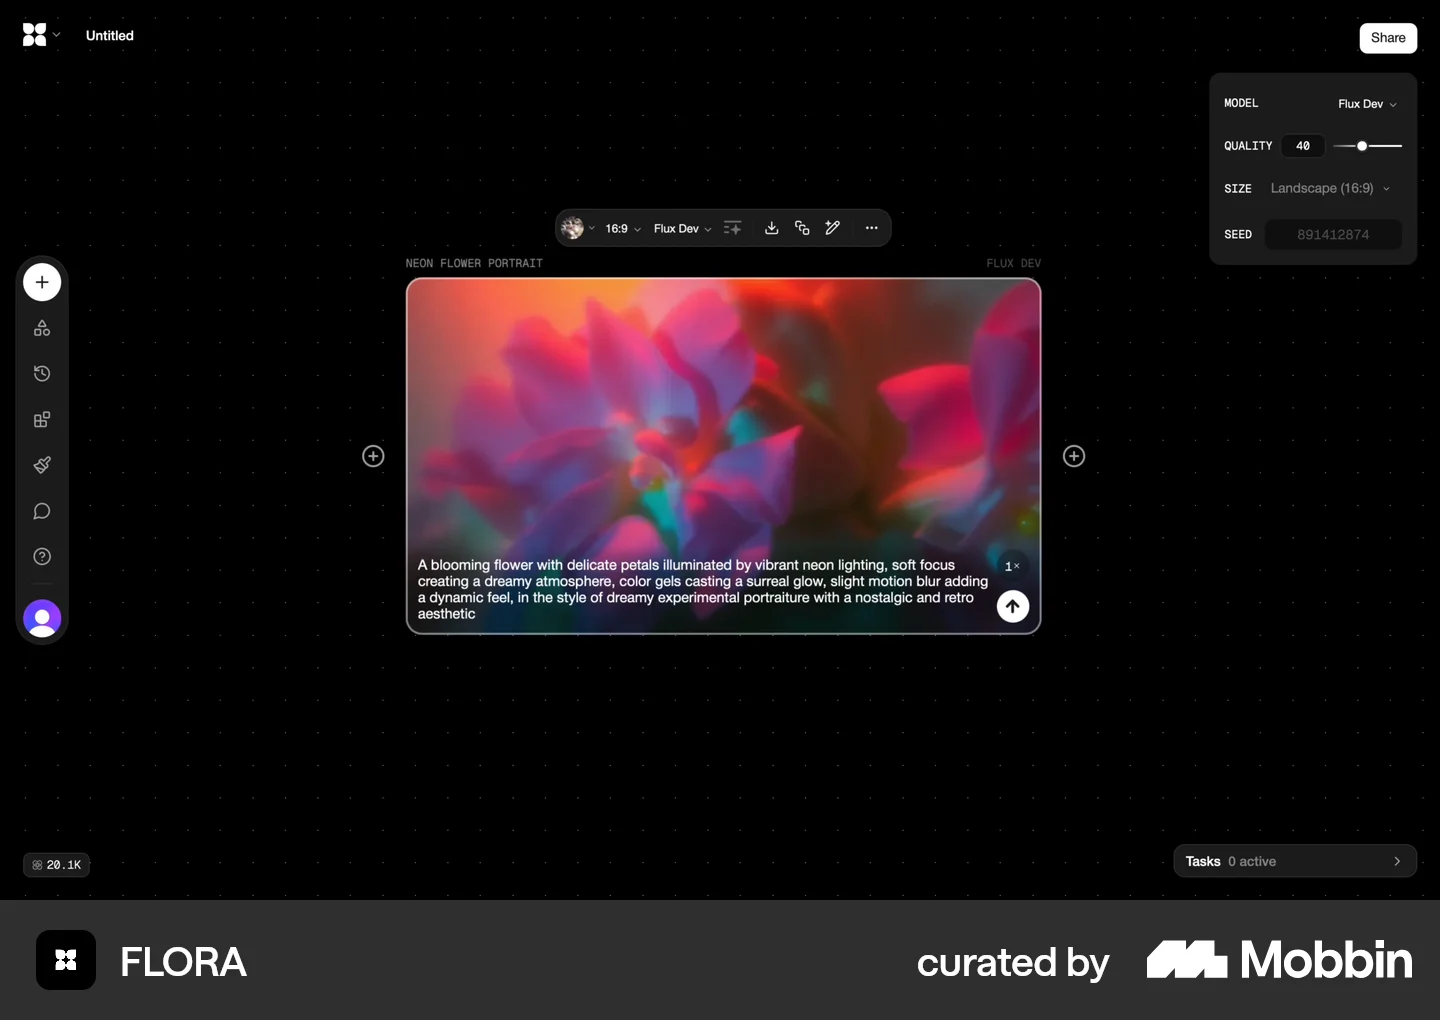 Untitled
Share
MODEL Flux Dev
QUALITY 40
SIZE Landscape (16:9)
SEED 891412874
16:9 Flux Dev
NEON FLOWER PORTRAIT FLUX DEV
A blooming flower with delicate petals illuminated by vibrant neon lighting, soft focus
creating a dreamy atmosphere, color gels casting a surreal glow, slight motion blur adding
a dynamic feel, in the style of dreamy experimental portraiture with a nostalgic and retro
aesthetic
1×
20.1K
Tasks 0 active
FLORA
curated by Mobbin